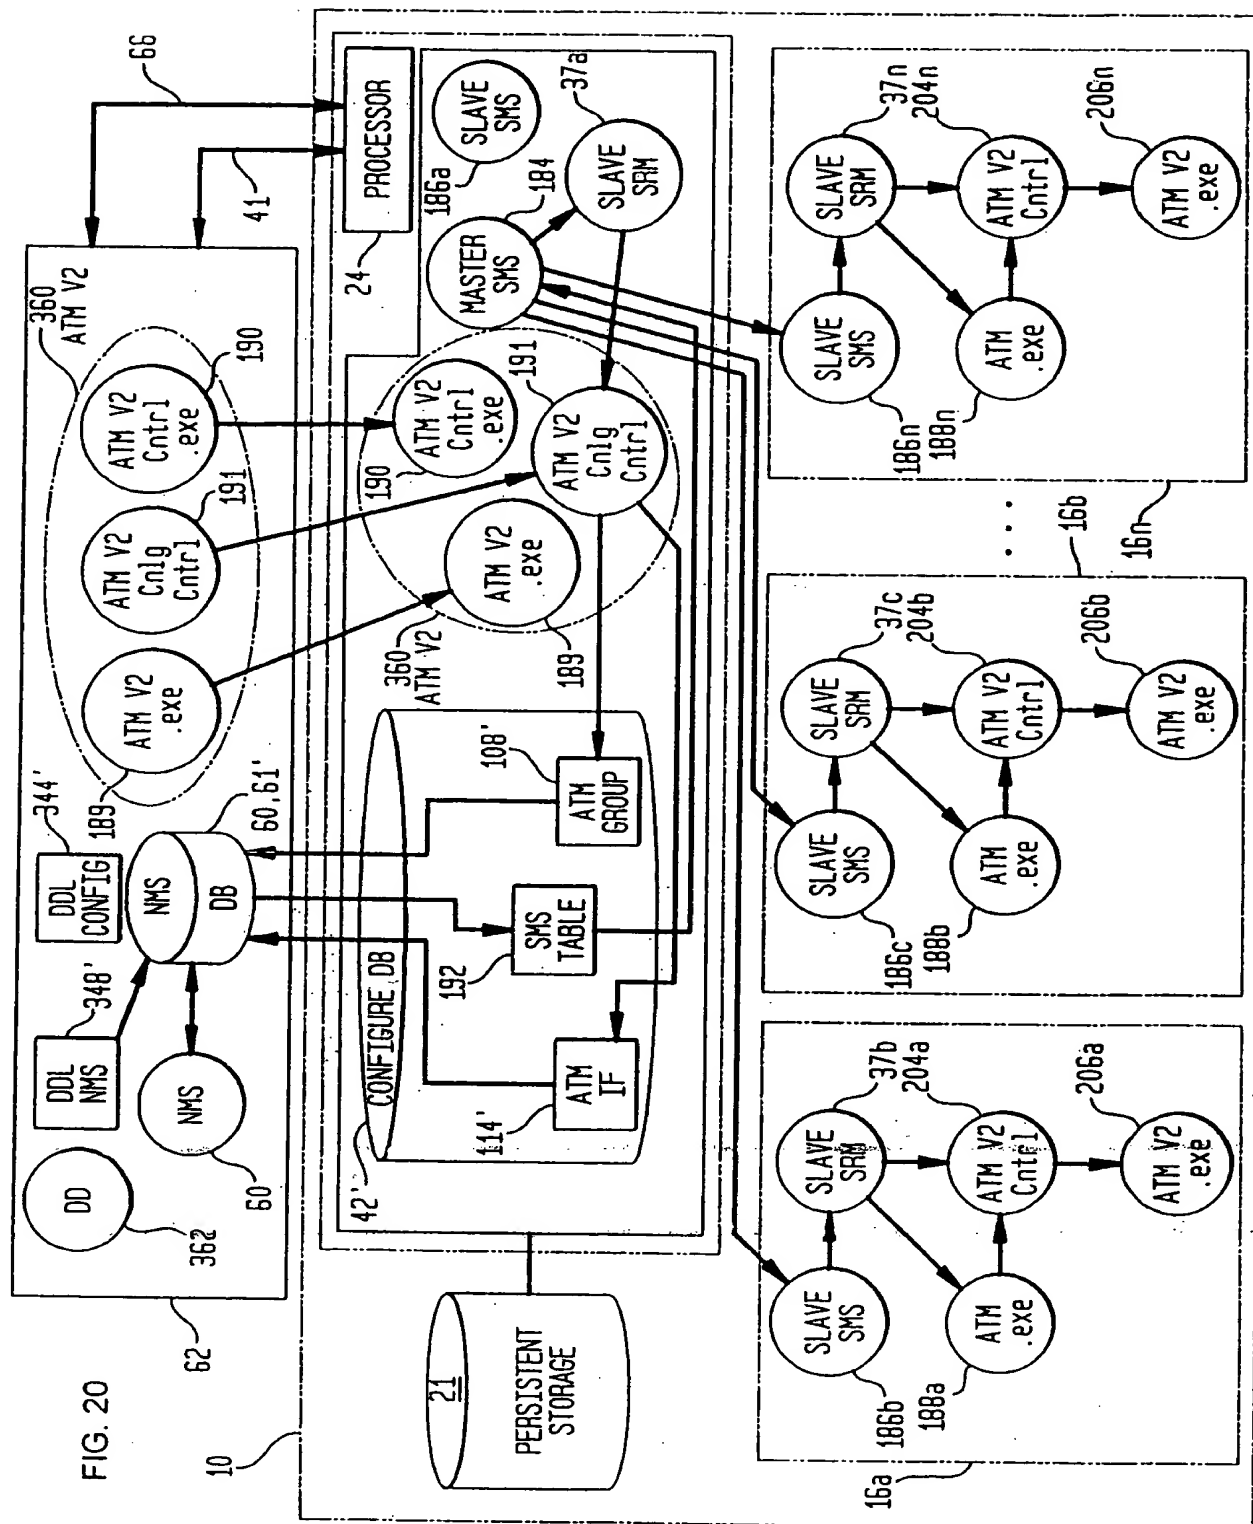 FIG. 20
62
DD
362
DDL
NMS
348'
DDL
CONFIG
344'
NMS
60
NMS
DB
60,61'
360
ATM V2
ATM V2
.exe
189
ATM V2
Cnlg
Cntrl
191
ATM V2
Cntrl
.exe
190
41
66
10
21
PERSISTENT
STORAGE
42'
CONFIGURE DB
114'
ATM
IF
192
SMS
TABLE
108'
ATM
GROUP
360
ATM V2
ATM V2
.exe
189
ATM V2
Cntrl
.exe
190
ATM V2
Cnlg
Cntrl
191
24
PROCESSOR
MASTER
SMS
184
SLAVE
SMS
186a
SLAVE
SRM
37a
16a
SLAVE
SMS
186b
SLAVE
SRM
37b
ATM
.exe
188a
ATM V2
Cntrl
204a
ATM V2
.exe
206a
16b
SLAVE
SMS
186c
SLAVE
SRM
37c
ATM
.exe
188b
ATM V2
Cntrl
204b
ATM V2
.exe
206b
...
16n
SLAVE
SMS
186n
SLAVE
SRM
37n
ATM
.exe
188n
ATM V2
Cntrl
204n
ATM V2
.exe
206n